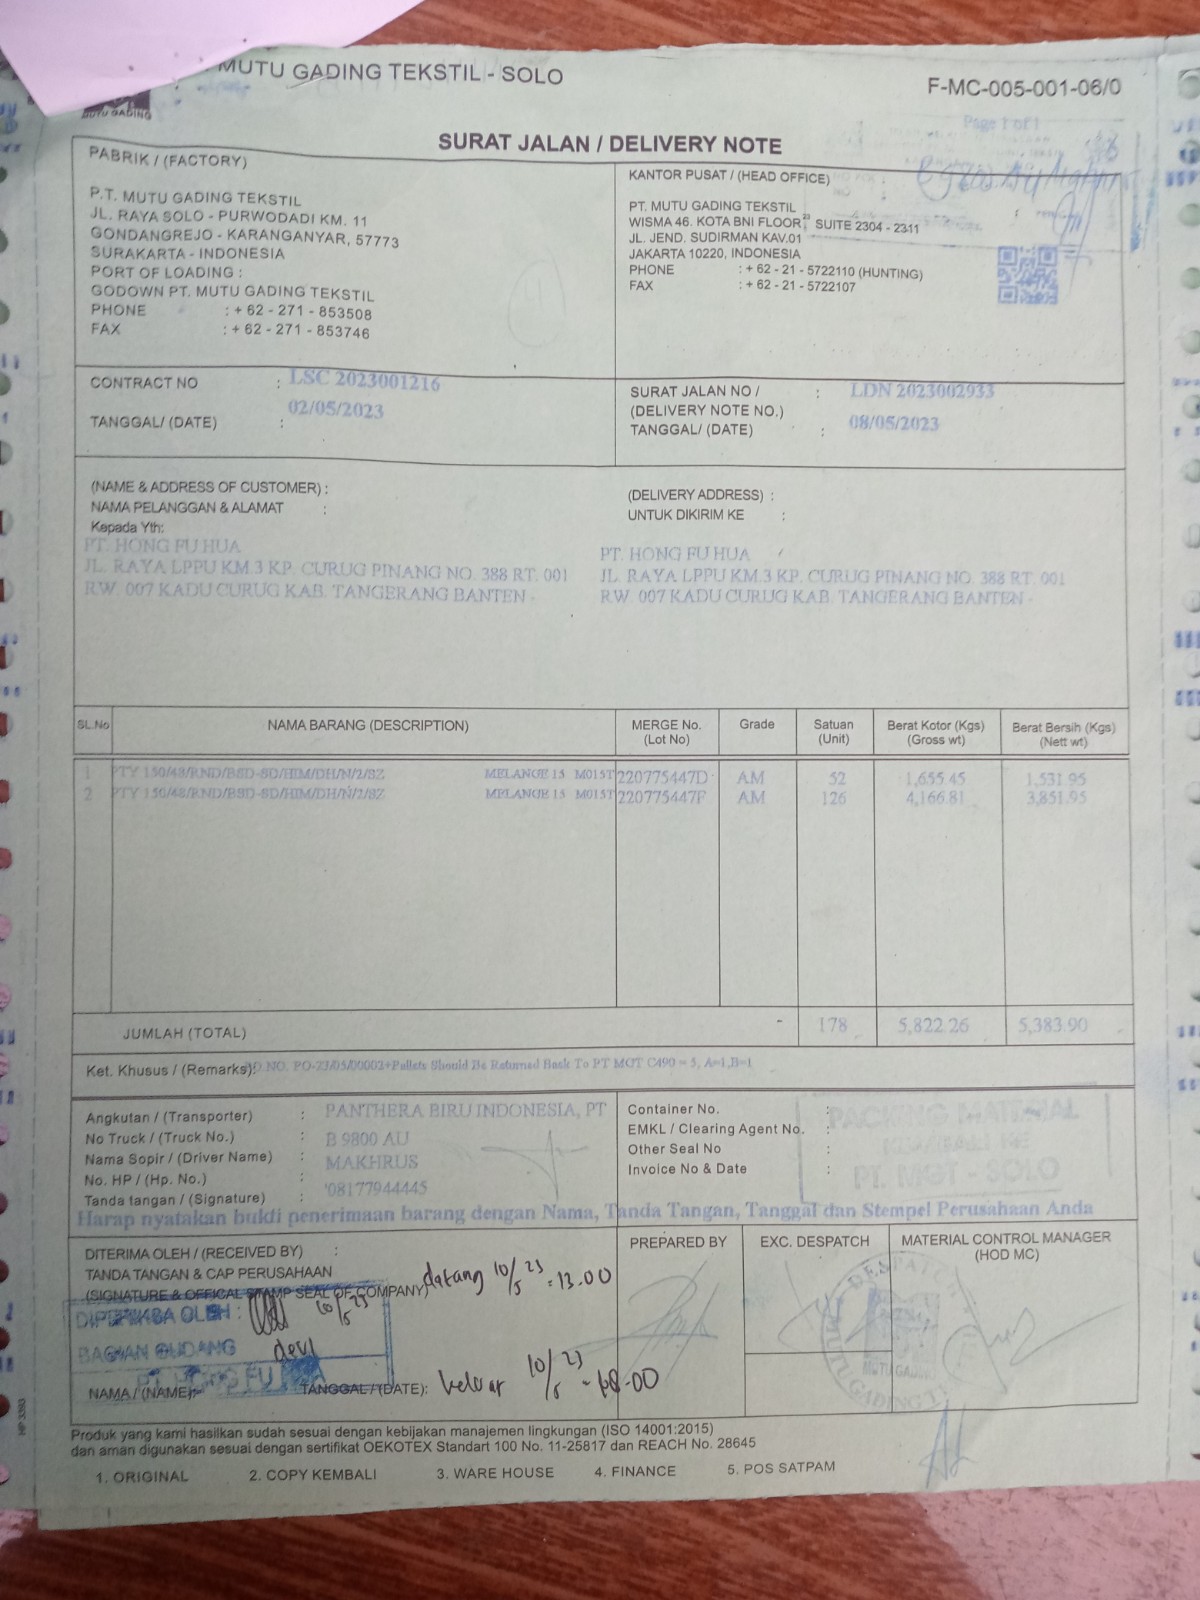 MUTU GADING TEKSTIL - SOLO
F-MC-005-001-06/0
MUTU GADING
Page 1 of 1
SURAT JALAN / DELIVERY NOTE
PABRIK / (FACTORY)
P.T. MUTU GADING TEKSTIL
JL. RAYA SOLO - PURWODADI KM. 11
GONDANGREJO - KARANGANYAR, 57773
SURAKARTA - INDONESIA
PORT OF LOADING :
GODOWN PT. MUTU GADING TEKSTIL
PHONE : + 62 - 271 - 853508
FAX : + 62 - 271 - 853746
KANTOR PUSAT / (HEAD OFFICE)
PT. MUTU GADING TEKSTIL
WISMA 46. KOTA BNI FLOOR, 23 SUITE 2304 - 2311
JL. JEND. SUDIRMAN KAV.01
JAKARTA 10220, INDONESIA
PHONE : + 62 - 21 - 5722110 (HUNTING)
FAX : + 62 - 21 - 5722107
CONTRACT NO : LSC 2023001216
TANGGAL/ (DATE) : 02/05/2023
SURAT JALAN NO / : LDN 2023002933
(DELIVERY NOTE NO.)
TANGGAL/ (DATE) : 08/05/2023
(NAME & ADDRESS OF CUSTOMER) :
NAMA PELANGGAN & ALAMAT :
Kepada Yth:
PT. HONG FU HUA
JL. RAYA LPPU KM.3 KP. CURUG PINANG NO. 388 RT. 001
RW. 007 KADU CURUG KAB. TANGERANG BANTEN -
(DELIVERY ADDRESS) :
UNTUK DIKIRIM KE :
PT. HONG FU HUA
JL. RAYA LPPU KM.3 KP. CURUG PINANG NO. 388 RT. 001
RW. 007 KADU CURUG KAB. TANGERANG BANTEN -
SL.No NAMA BARANG (DESCRIPTION) MERGE No. (Lot No) Grade Satuan (Unit) Berat Kotor (Kgs) (Gross wt) Berat Bersih (Kgs) (Nett wt)
1 PTY 150/48/RND/BSD-SD/HIM/DH/N/2/SZ MELANGE 15 M015T 220775447D AM 52 1,655.45 1,531.95
2 PTY 150/48/RND/BSD-SD/HIM/DH/N/2/SZ MELANGE 15 M015T 220775447F AM 126 4,166.81 3,851.95
JUMLAH (TOTAL) - 178 5,822.26 5,383.90
Ket. Khusus / (Remarks): NO. PO-23/05/00002+Pallets Should Be Returned Back To PT MGT C490 = 5, A=1,B=1
Angkutan / (Transporter) : PANTHERA BIRU INDONESIA, PT
No Truck / (Truck No.) : B 9800 AU
Nama Sopir / (Driver Name) : MAKHRUS
No. HP / (Hp. No.) : '08177944445
Tanda tangan / (Signature) :
Container No. :
EMKL / Clearing Agent No. :
Other Seal No :
Invoice No & Date :
PACKING MATERIAL
KEMBALI KE
PT. MGT - SOLO
Harap nyatakan bukti penerimaan barang dengan Nama, Tanda Tangan, Tanggal dan Stempel Perusahaan Anda
DITERIMA OLEH / (RECEIVED BY) :
TANDA TANGAN & CAP PERUSAHAAN
(SIGNATURE & OFFICAL STAMP SEAL OF COMPANY)
datang 10/5 23 = 13.00
DIPERIKSA OLEH : 10/5 23
BAGIAN GUDANG devi
PT. HONG FU
NAMA / (NAME): TANGGAL / (DATE): keluar 10/5 23 = 18.00
PREPARED BY
EXC. DESPATCH
MATERIAL CONTROL MANAGER
(HOD MC)
DESPATCH
MUTU GADING
MUTU GADING T
Produk yang kami hasilkan sudah sesuai dengan kebijakan manajemen lingkungan (ISO 14001:2015)
dan aman digunakan sesuai dengan sertifikat OEKOTEX Standart 100 No. 11-25817 dan REACH No. 28645
1. ORIGINAL 2. COPY KEMBALI 3. WARE HOUSE 4. FINANCE 5. POS SATPAM
HP 3393